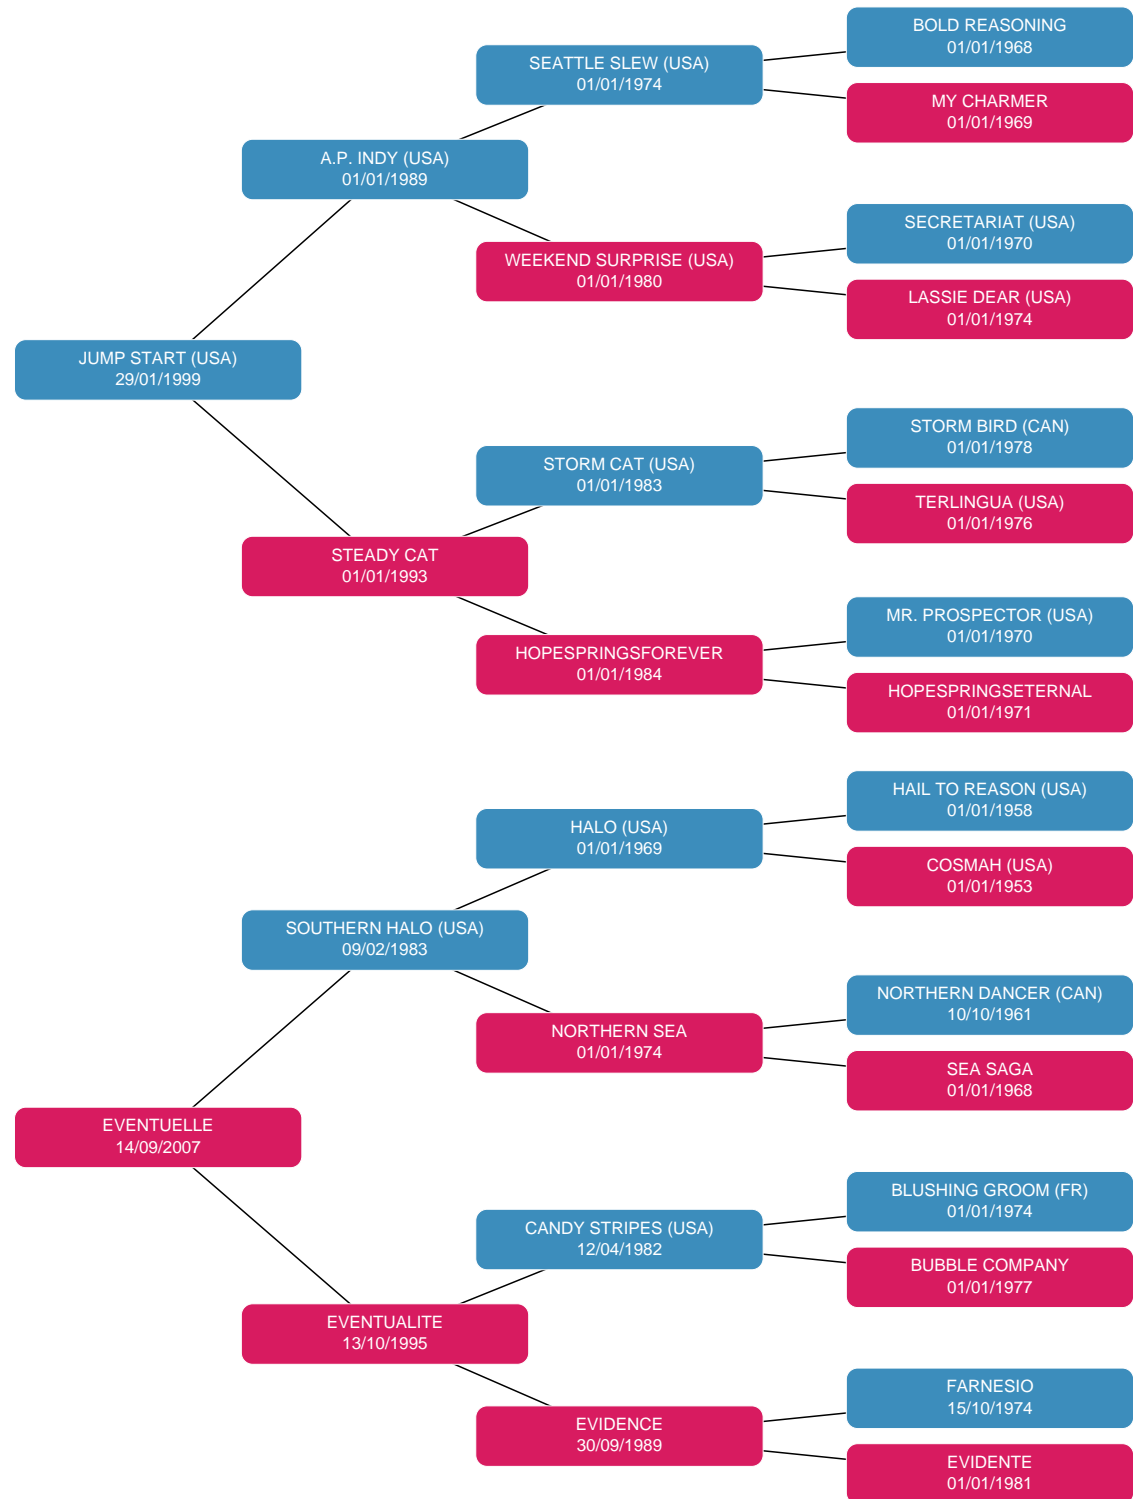 BOLD REASONING
01/01/1968
SEATTLE SLEW (USA)
01/01/1974
MY CHARMER
01/01/1969
A.P. INDY (USA)
01/01/1989
SECRETARIAT (USA)
01/01/1970
WEEKEND SURPRISE (USA)
01/01/1980
LASSIE DEAR (USA)
01/01/1974
JUMP START (USA)
29/01/1999
STORM BIRD (CAN)
01/01/1978
STORM CAT (USA)
01/01/1983
TERLINGUA (USA)
01/01/1976
STEADY CAT
01/01/1993
MR. PROSPECTOR (USA)
01/01/1970
HOPESPRINGSFOREVER
01/01/1984
HOPESPRINGSETERNAL
01/01/1971
HAIL TO REASON (USA)
01/01/1958
HALO (USA)
01/01/1969
COSMAH (USA)
01/01/1953
SOUTHERN HALO (USA)
09/02/1983
NORTHERN DANCER (CAN)
10/10/1961
NORTHERN SEA
01/01/1974
SEA SAGA
01/01/1968
EVENTUELLE
14/09/2007
BLUSHING GROOM (FR)
01/01/1974
CANDY STRIPES (USA)
12/04/1982
BUBBLE COMPANY
01/01/1977
EVENTUALITE
13/10/1995
FARNESIO
15/10/1974
EVIDENCE
30/09/1989
EVIDENTE
01/01/1981